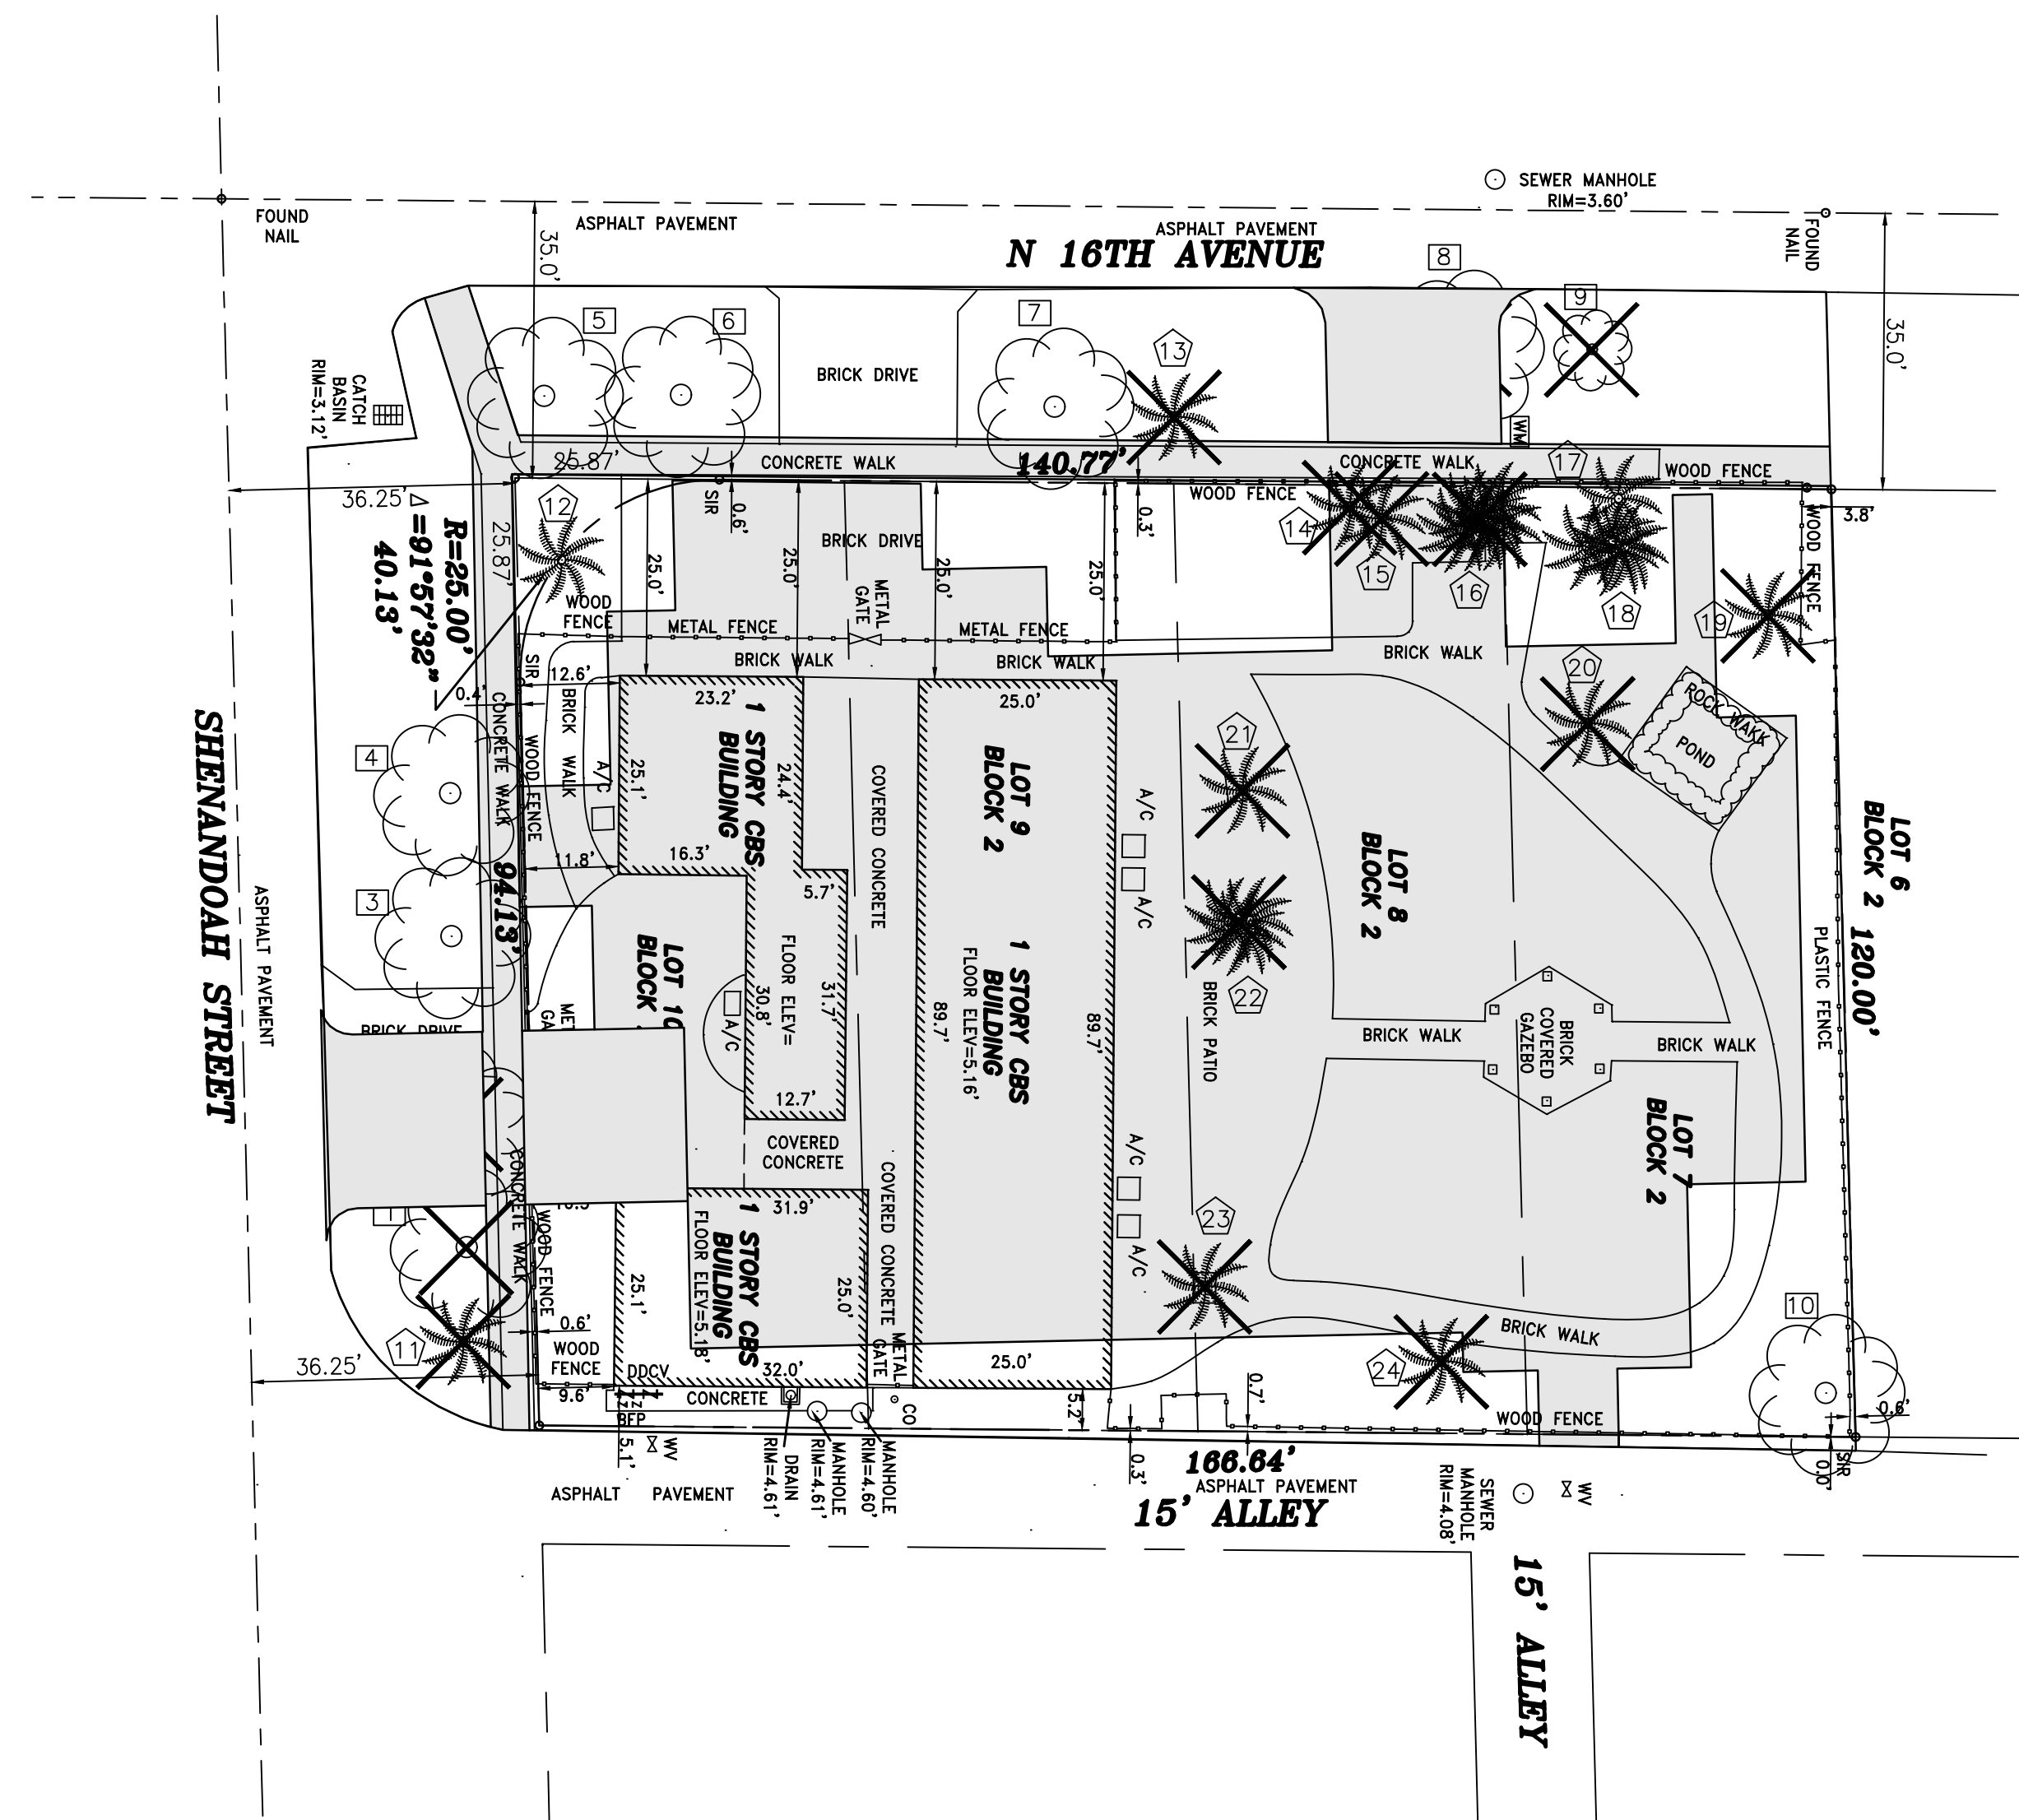 SEWER MANHOLE
RIM=3.60'
FOUND
NAIL
ASPHALT PAVEMENT
ASPHALT PAVEMENT
N 16TH AVENUE
FOUND
NAIL
35.0'
35.0'
8
9
5
6
7
13
BRICK DRIVE
CATCH
BASIN
RIM=3.12'
WM
25.87'
CONCRETE WALK
140.77'
CONCRETE WALK
17
WOOD FENCE
36.25'
12
SIR
0.6'
WOOD FENCE
0.3'
14
3.8'
WOOD FENCE
R=25.00'
Δ=91°57'32"
40.13'
25.87'
25.0'
25.0'
BRICK DRIVE
25.0'
25.0'
15
16
18
19
WOOD
FENCE
METAL FENCE
METAL
GATE
METAL FENCE
BRICK WALK
BRICK WALK
BRICK WALK
20
SIR
12.6'
0.4'
23.2'
25.0'
ROCK WAKK
POND
21
BRICK WALK
CONCRETE WALK
WOOD FENCE
A/C
25.1'
1 STORY CBS
BUILDING
24.4'
COVERED CONCRETE
LOT 9
BLOCK 2
A/C
A/C
LOT 8
BLOCK 2
LOT 6
BLOCK 2
4
11.8'
16.3'
5.7'
3
94.13'
SHENANDOAH STREET
ASPHALT PAVEMENT
LOT 10
BLOCK
FLOOR ELEV=
30.8'
31.7'
A/C
1 STORY CBS
BUILDING
FLOOR ELEV=5.16'
89.7'
89.7'
22
BRICK PATIO
PLASTIC FENCE
120.00'
BRICK DRIVE
BRICK WALK
BRICK
COVERED
GAZEBO
BRICK WALK
12.7'
COVERED
CONCRETE
LOT 7
BLOCK 2
A/C
A/C
31.9'
23
CONCRETE WALK
WOOD FENCE
25.1'
1 STORY CBS
BUILDING
FLOOR ELEV=5.18'
25.0'
COVERED CONCRETE
METAL
GATE
10
11
0.6'
WOOD
FENCE
DDCV
32.0'
25.0'
24
BRICK WALK
36.25'
9.6'
CONCRETE
CO
5.2'
0.7'
WOOD FENCE
0.6'
BFP
5.1'
WV
DRAIN
RIM=4.61'
MANHOLE
RIM=4.61'
MANHOLE
RIM=4.60'
0.3'
166.64'
SIR
0.0'
ASPHALT PAVEMENT
ASPHALT PAVEMENT
15' ALLEY
SEWER
MANHOLE
RIM=4.08'
WV
15' ALLEY